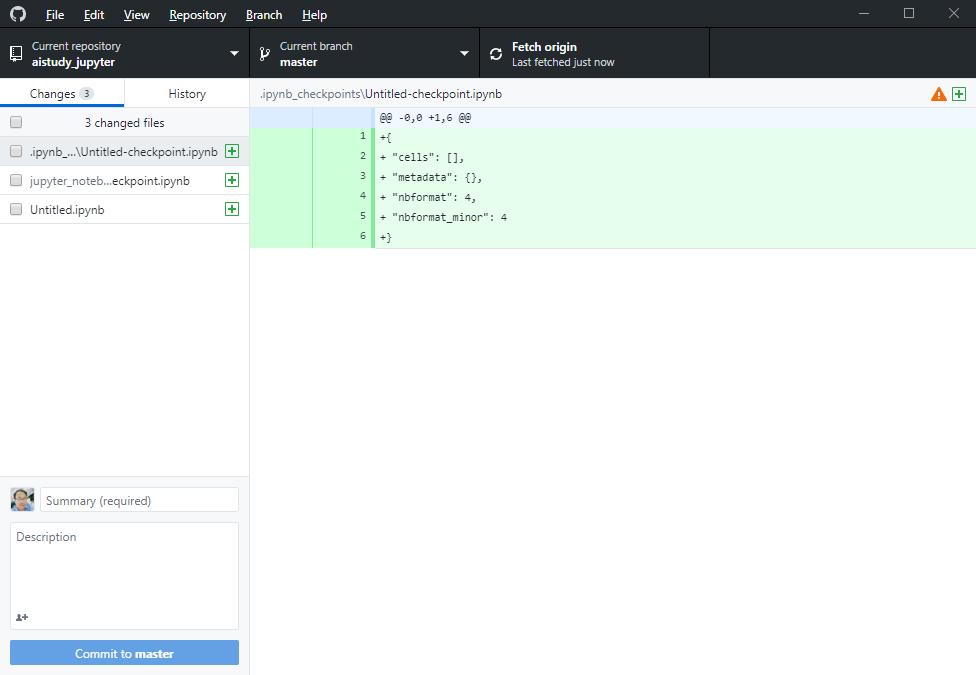 File Edit View Repository Branch Help
Current repository
aistudy_jupyter
Current branch
master
Fetch origin
Last fetched just now
Changes 3
History
3 changed files
.ipynb_...\Untitled-checkpoint.ipynb
jupyter_noteb...eckpoint.ipynb
Untitled.ipynb
.ipynb_checkpoints\Untitled-checkpoint.ipynb
@@ -0,0 +1,6 @@
1 +{
2 + "cells": [],
3 + "metadata": {},
4 + "nbformat": 4,
5 + "nbformat_minor": 4
6 +}
Summary (required)
Description
Commit to master